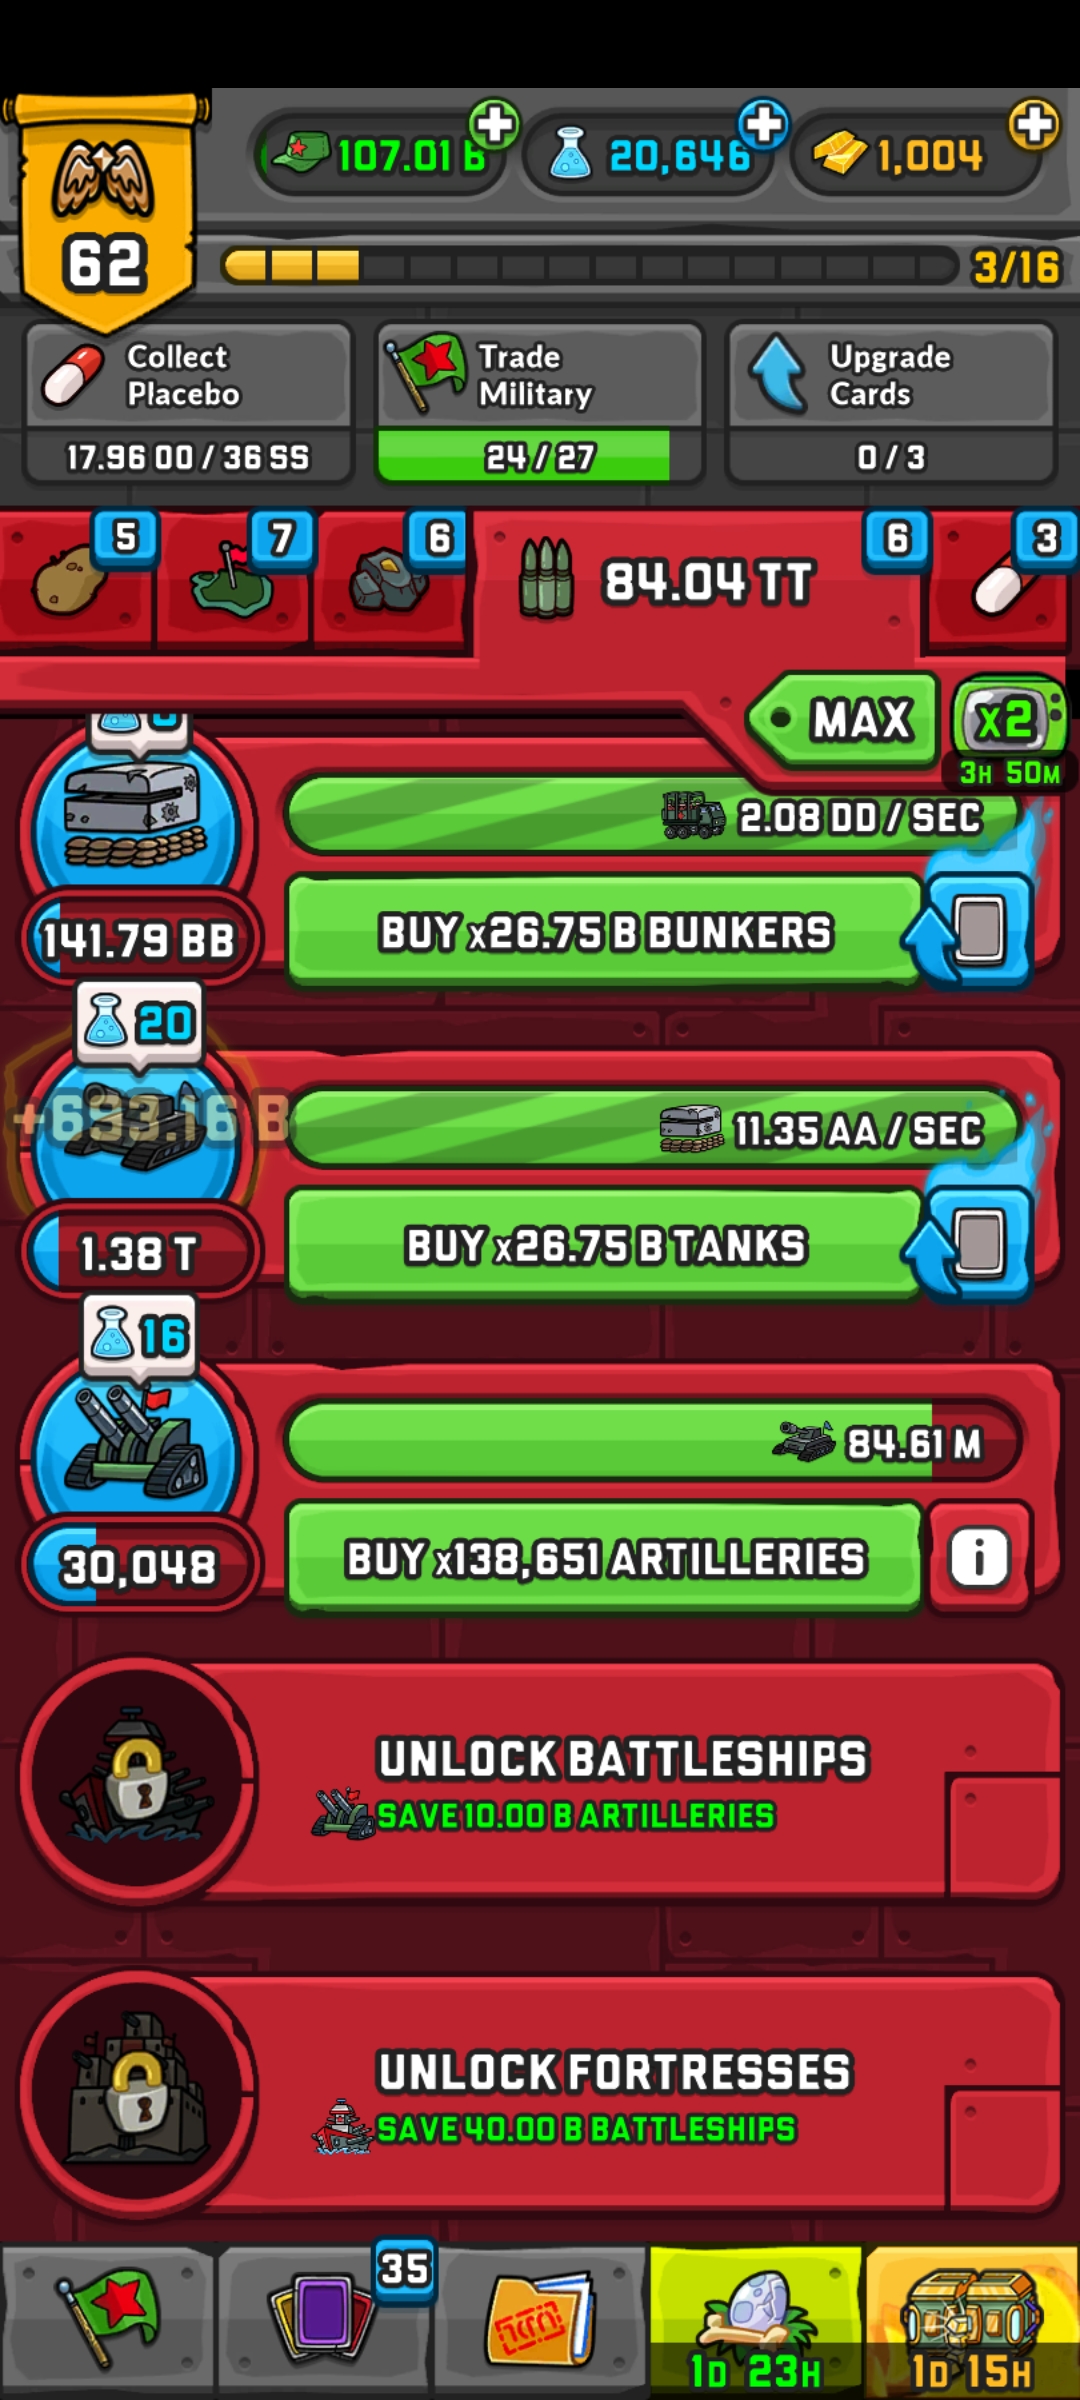 62
107.01 B
20,646
1,004
3/16
Collect
Placebo
17.96 OO / 36 SS
Trade
Military
24 / 27
Upgrade
Cards
0 / 3
5
7
6
84.04 TT
6
3
MAX
x2
3H 50M
2.08 DD / SEC
141.79 BB
BUY x26.75 B BUNKERS
20
+693.16 B
11.35 AA / SEC
1.38 T
BUY x26.75 B TANKS
16
84.61 M
30,048
BUY x138,651 ARTILLERIES
i
UNLOCK BATTLESHIPS
SAVE 10.00 B ARTILLERIES
UNLOCK FORTRESSES
SAVE 40.00 B BATTLESHIPS
35
1D 23H
1D 15H